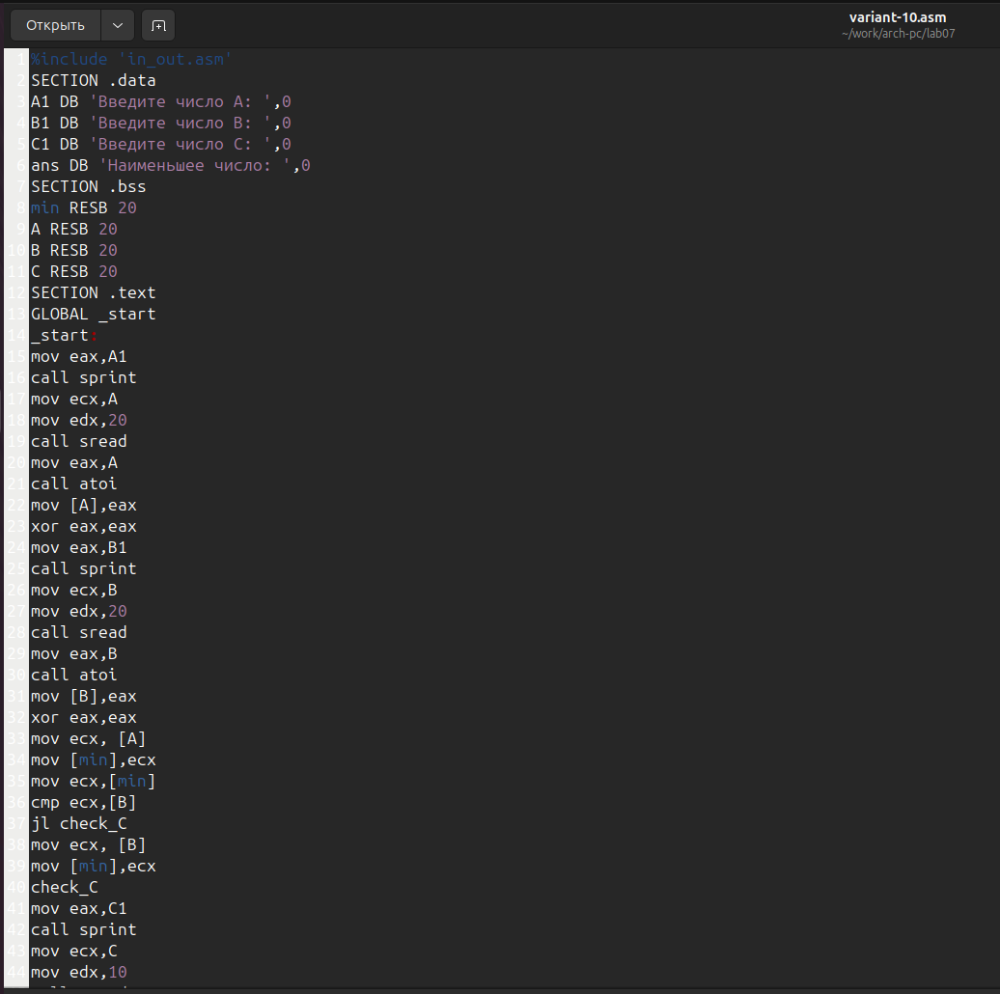 Открыть
variant-10.asm
~/work/arch-pc/lab07
1 %include 'in_out.asm'
2 SECTION .data
3 A1 DB 'Введите число A: ',0
4 B1 DB 'Введите число B: ',0
5 C1 DB 'Введите число C: ',0
6 ans DB 'Наименьшее число: ',0
7 SECTION .bss
8 min RESB 20
9 A RESB 20
10 B RESB 20
11 C RESB 20
12 SECTION .text
13 GLOBAL _start
14 _start:
15 mov eax,A1
16 call sprint
17 mov ecx,A
18 mov edx,20
19 call sread
20 mov eax,A
21 call atoi
22 mov [A],eax
23 xor eax,eax
24 mov eax,B1
25 call sprint
26 mov ecx,B
27 mov edx,20
28 call sread
29 mov eax,B
30 call atoi
31 mov [B],eax
32 xor eax,eax
33 mov ecx, [A]
34 mov [min],ecx
35 mov ecx,[min]
36 cmp ecx,[B]
37 jl check_C
38 mov ecx, [B]
39 mov [min],ecx
40 check_C
41 mov eax,C1
42 call sprint
43 mov ecx,C
44 mov edx,10